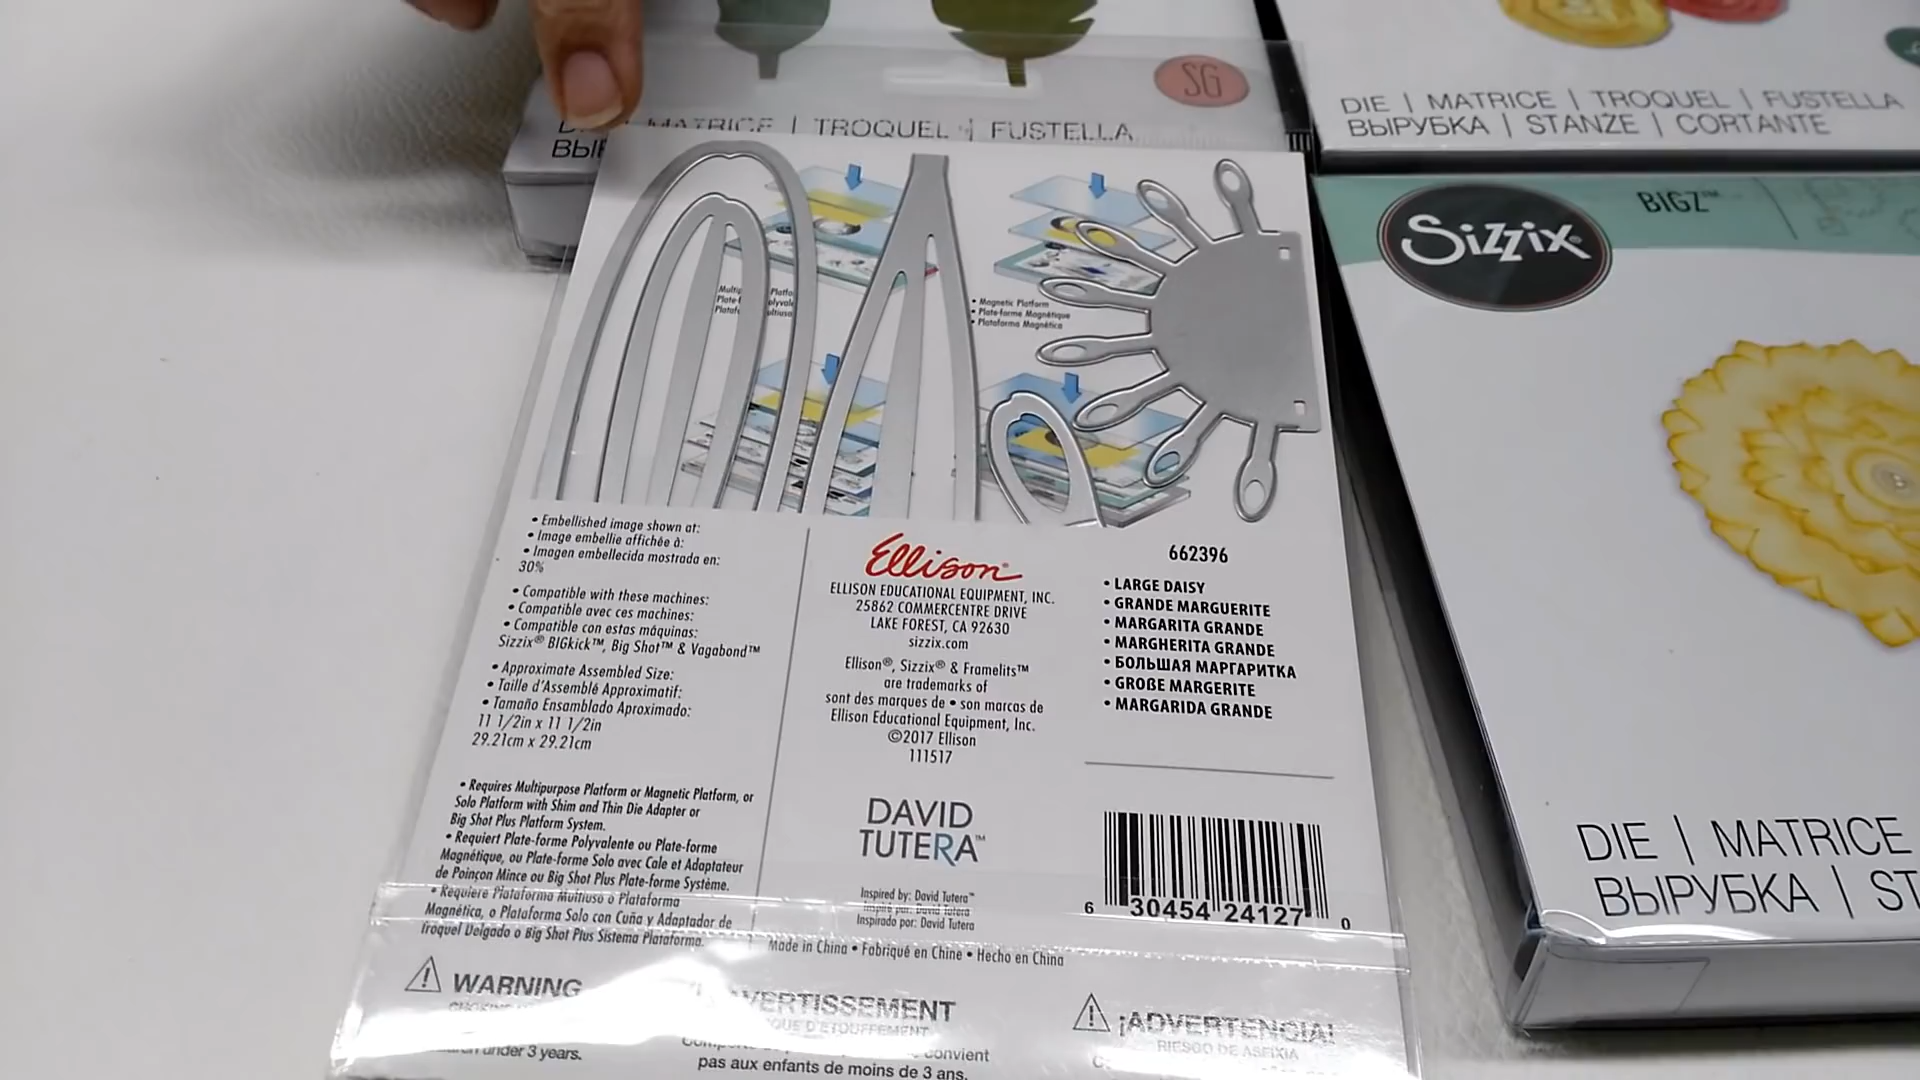 SG
MATRICE | TROQUEL | FUSTELLA
DIE | MATRICE | TROQUEL | FUSTELLA
ВЫРУБКА | STANZE | CORTANTE
Sizzix
BIGZ™
DIE | MATRICE
ВЫРУБКА |
• Magnetic Platform
• Plate-forme Magnétique
• Plataforma Magnética
• Embellished image shown at:
• Image embellie affichée à:
• Imagen embellecida mostrada en:
30%
• Compatible with these machines:
• Compatible avec ces machines:
• Compatible con estas máquinas:
Sizzix® BIGkick™, Big Shot™ & Vagabond™
• Approximate Assembled Size:
• Taille d'Assemblé Approximatif:
• Tamaño Ensamblado Aproximado:
11 1/2in x 11 1/2in
29.21cm x 29.21cm
• Requires Multipurpose Platform or Magnetic Platform, or
Solo Platform with Shim and Thin Die Adapter or
Big Shot Plus Platform System.
• Requiert Plate-forme Polyvalente ou Plate-forme
Magnétique, ou Plate-forme Solo avec Cale et Adaptateur
de Poinçon Mince ou Big Shot Plus Plate-forme Système.
• Requiere Plataforma Multiuso o Plataforma
Magnética, o Plataforma Solo con Cuña y Adaptador de
Troquel Delgado o Big Shot Plus Sistema Plataforma.
Ellison®
ELLISON EDUCATIONAL EQUIPMENT, INC.
25862 COMMERCENTRE DRIVE
LAKE FOREST, CA 92630
sizzix.com
Ellison®, Sizzix® & Framelits™
are trademarks of
sont des marques de • son marcas de
Ellison Educational Equipment, Inc.
©2017 Ellison
111517
DAVID
TUTERA™
Inspired by: David Tutera™
Inspiré par: David Tutera
Inspirado por: David Tutera
Made in China • Fabriqué en Chine • Hecho en China
662396
• LARGE DAISY
• GRANDE MARGUERITE
• MARGARITA GRANDE
• MARGHERITA GRANDE
• БОЛЬШАЯ МАРГАРИТКА
• GROßE MARGERITE
• MARGARIDA GRANDE
6 30454 24127 0
WARNING
under 3 years.
AVERTISSEMENT
convient
pas aux enfants de moins de 3 ans.
¡ADVERTENCIA!
RIESGO DE ASFIXIA